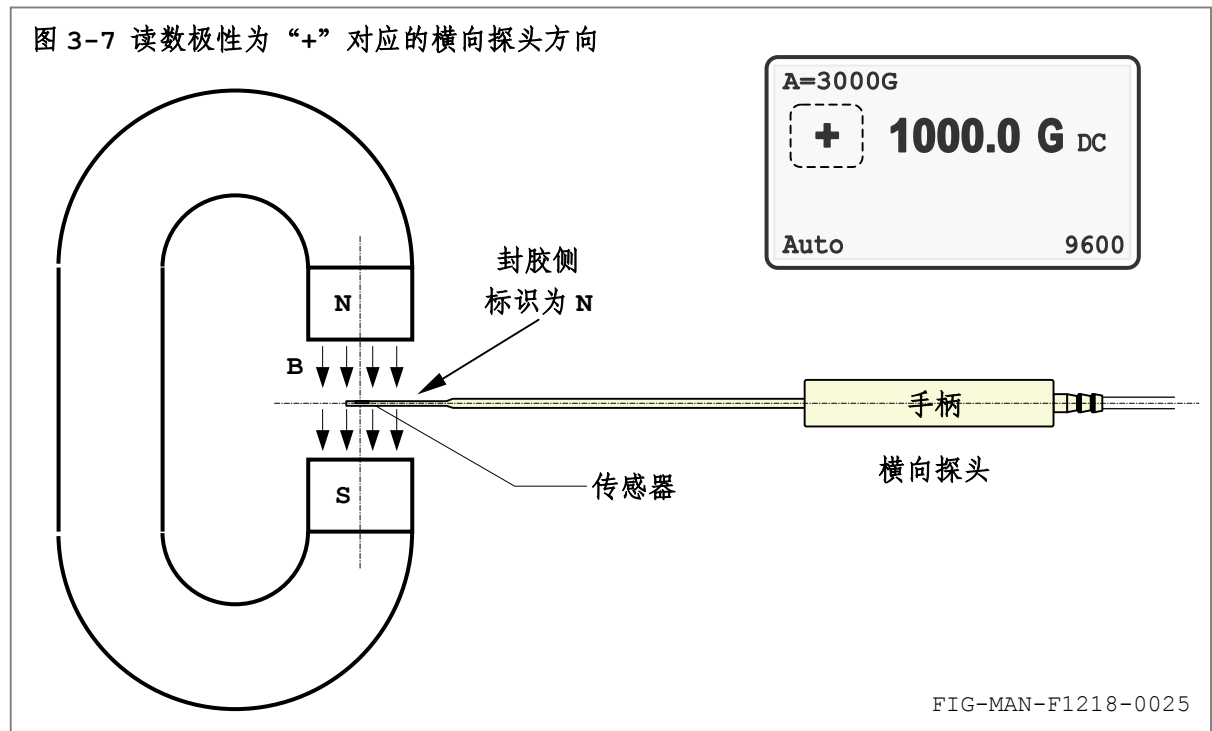 图 3-7 读数极性为“+”对应的横向探头方向
A=3000G
+ 1000.0 G DC
Auto 9600
封胶侧
标识为 N
N
B
手柄
横向探头
传感器
S
FIG-MAN-F1218-0025